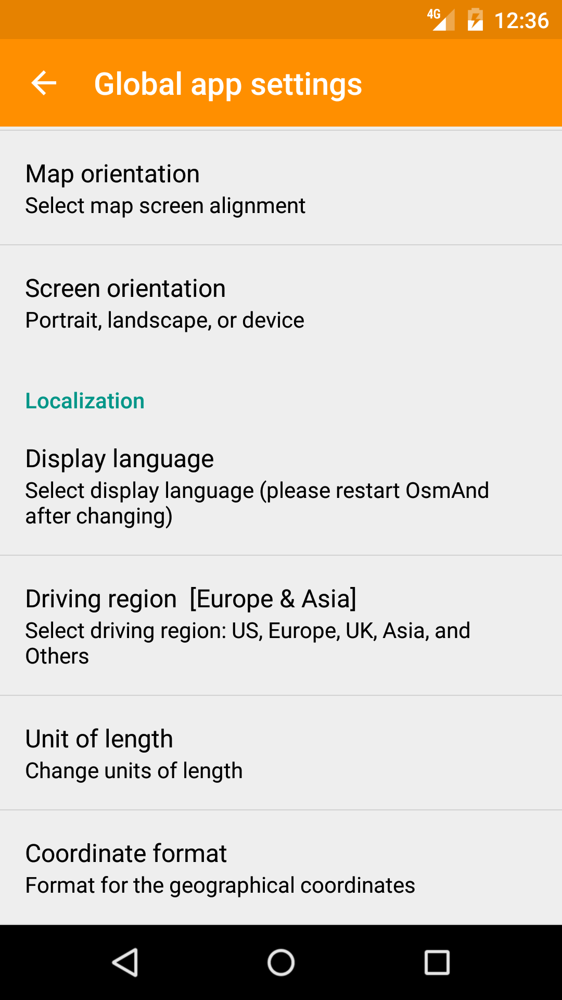 4G 12:36
Global app settings
Map orientation
Select map screen alignment
Screen orientation
Portrait, landscape, or device
Localization
Display language
Select display language (please restart OsmAnd
after changing)
Driving region  [Europe & Asia]
Select driving region: US, Europe, UK, Asia, and
Others
Unit of length
Change units of length
Coordinate format
Format for the geographical coordinates